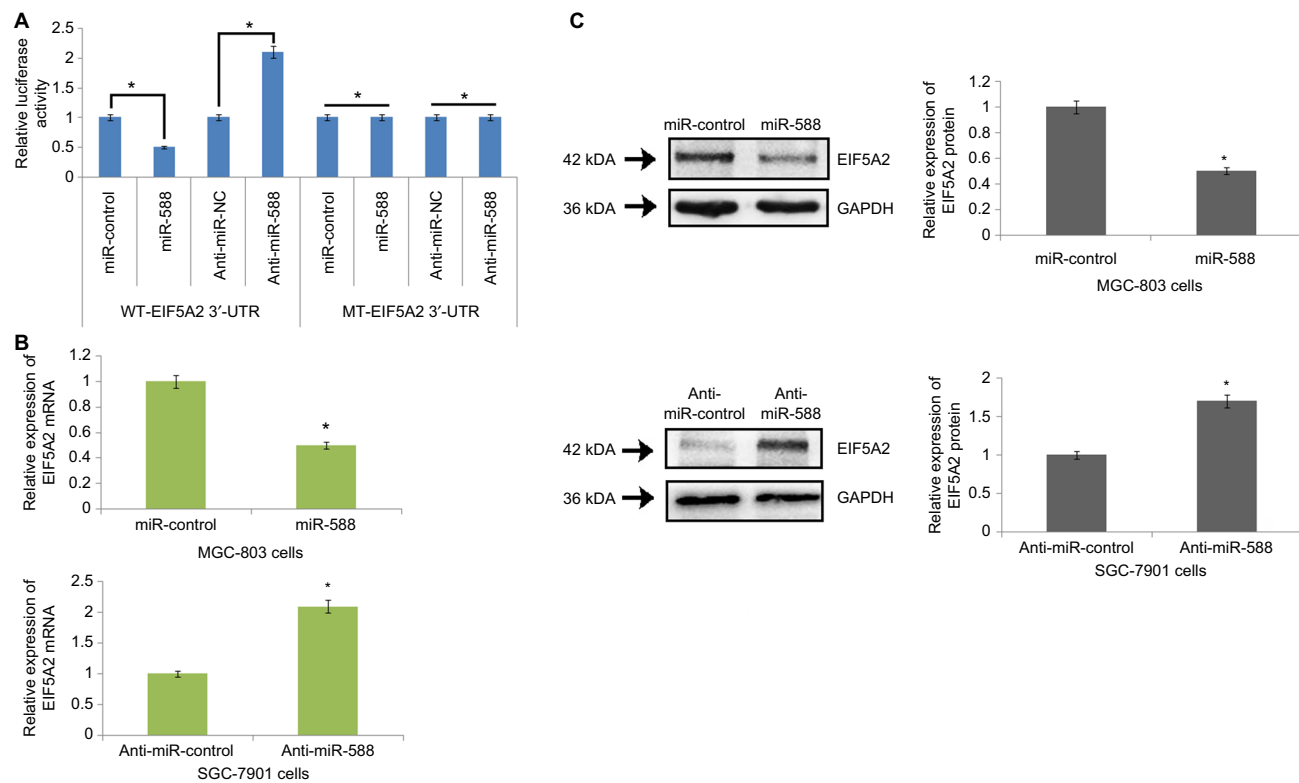 A
Relative luciferase
activity
2.5
2
1.5
1
0.5
0
*
*
*
*
miR-control
miR-588
Anti-miR-NC
Anti-miR-588
miR-control
miR-588
Anti-miR-NC
Anti-miR-588
WT-EIF5A2 3′-UTR
MT-EIF5A2 3′-UTR
B
Relative expression of
EIF5A2 mRNA
1.2
1
0.8
0.6
0.4
0.2
0
*
miR-control
miR-588
MGC-803 cells
Relative expression of
EIF5A2 mRNA
2.5
2
1.5
1
0.5
0
*
Anti-miR-control
Anti-miR-588
SGC-7901 cells
C
miR-control
miR-588
42 kDA
EIF5A2
36 kDA
GAPDH
Relative expression of
EIF5A2 protein
1.2
1
0.8
0.6
0.4
0.2
0
*
miR-control
miR-588
MGC-803 cells
Anti-
miR-control
Anti-
miR-588
42 kDA
EIF5A2
36 kDA
GAPDH
Relative expression of
EIF5A2 protein
2
1.5
1
0.5
0
*
Anti-miR-control
Anti-miR-588
SGC-7901 cells